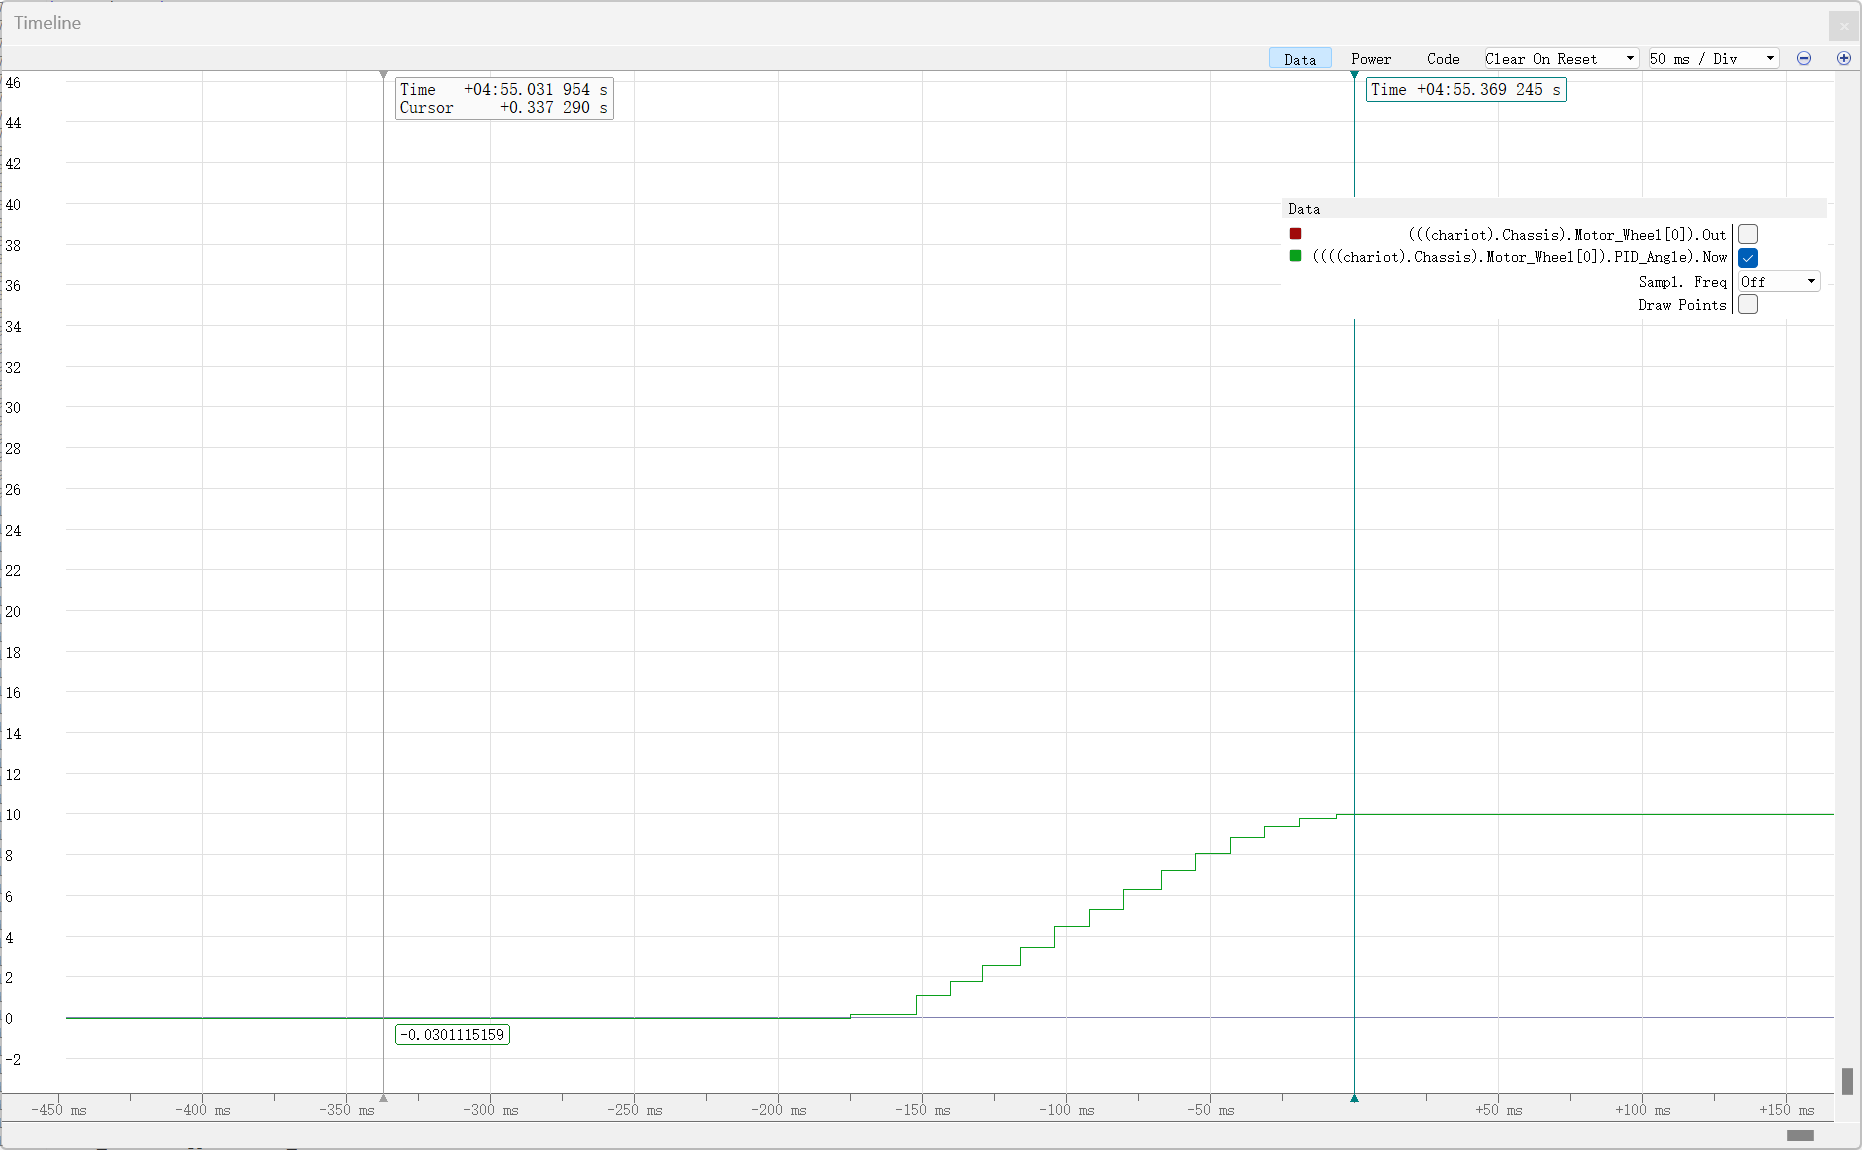 Timeline
Data Power Code Clear On Reset 50 ms / Div
46
Time +04:55.031 954 s
Cursor +0.337 290 s
Time +04:55.369 245 s
44
42
40
Data
(((chariot).Chassis).Motor_Wheel[0]).Out
38
((((chariot).Chassis).Motor_Wheel[0]).PID_Angle).Now
36
Sampl. Freq Off
Draw Points
34
32
30
28
26
24
22
20
18
16
14
12
10
8
6
4
2
0
-0.0301115159
-2
-450 ms -400 ms -350 ms -300 ms -250 ms -200 ms -150 ms -100 ms -50 ms +50 ms +100 ms +150 ms